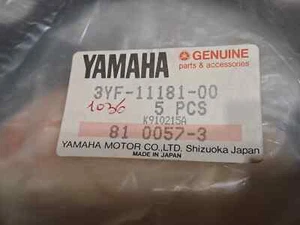 YAMAHA GENUINE
parts & accessories
3YF-11181-00
1036 5 PCS
K910215A
81 0057-3
YAMAHA MOTOR CO.,LTD. Shizuoka Japan
MADE IN JAPAN